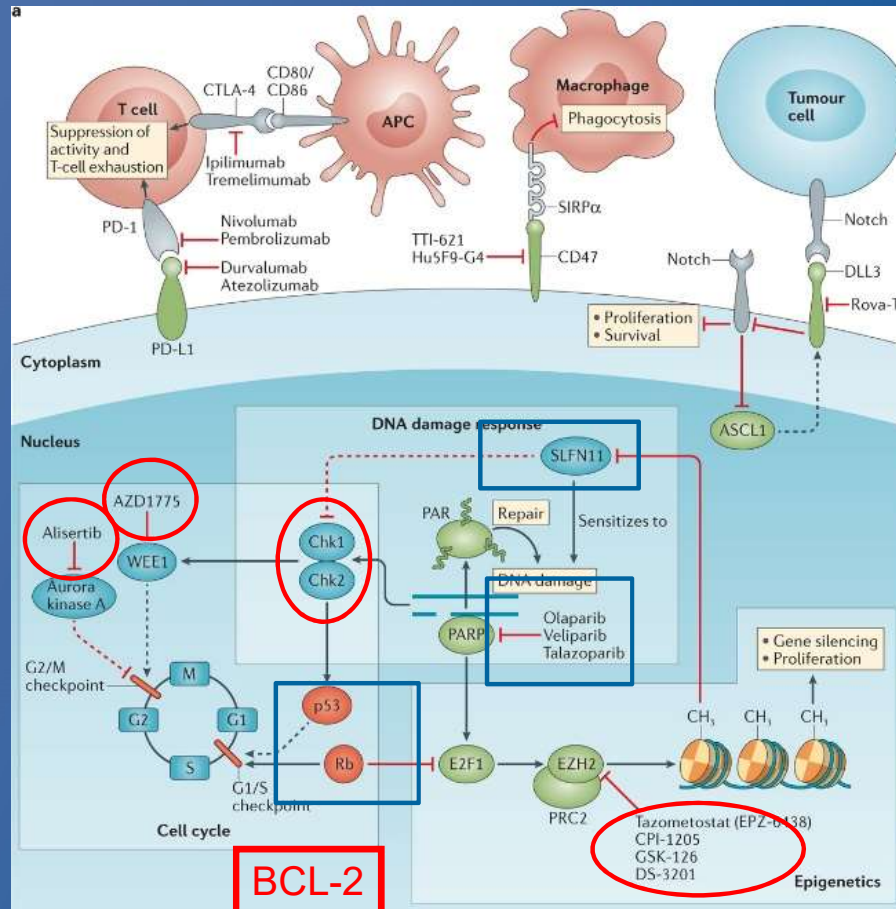 a
T cell
CTLA-4
CD80/
CD86
APC
Suppression of
activity and
T-cell exhaustion
Ipilimumab
Tremelimumab
PD-1
Nivolumab
Pembrolizumab
Durvalumab
Atezolizumab
PD-L1
Macrophage
Phagocytosis
SIRPα
TTI-621
Hu5F9-G4
CD47
Tumour
cell
Notch
Notch
DLL3
Rova-T
• Proliferation
• Survival
ASCL1
Cytoplasm
Nucleus
DNA damage response
SLFN11
AZD1775
Alisertib
WEE1
Aurora
kinase A
Chk1
Chk2
PAR
Repair
Sensitizes to
DNA damage
PARP
Olaparib
Veliparib
Talazoparib
• Gene silencing
• Proliferation
G2/M
checkpoint
M
G2
G1
S
p53
Rb
G1/S
checkpoint
E2F1
EZH2
PRC2
CH₃
CH₃
CH₃
Cell cycle
Tazometostat (EPZ-6438)
CPI-1205
GSK-126
DS-3201
Epigenetics
BCL-2